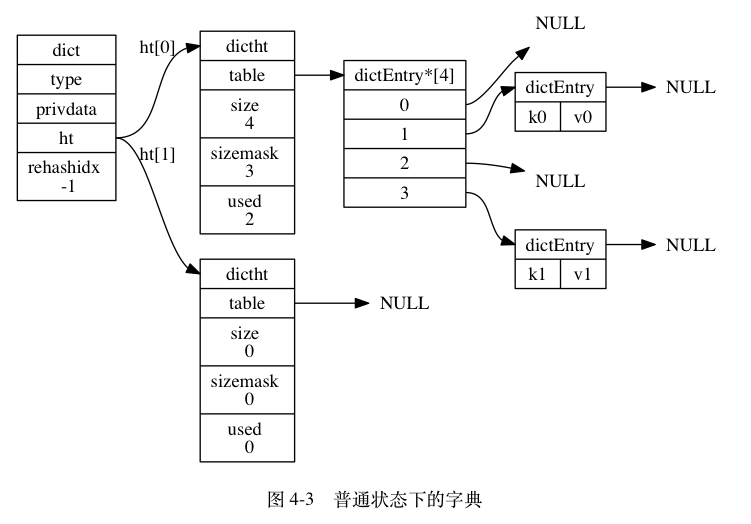 dict
type
privdata
ht
rehashidx
-1
ht[0]
ht[1]
dictht
table
size
4
sizemask
3
used
2
dictht
table
size
0
sizemask
0
used
0
NULL
dictEntry*[4]
0
1
2
3
NULL
dictEntry
k0 v0
NULL
NULL
dictEntry
k1 v1
NULL
图 4-3 普通状态下的字典